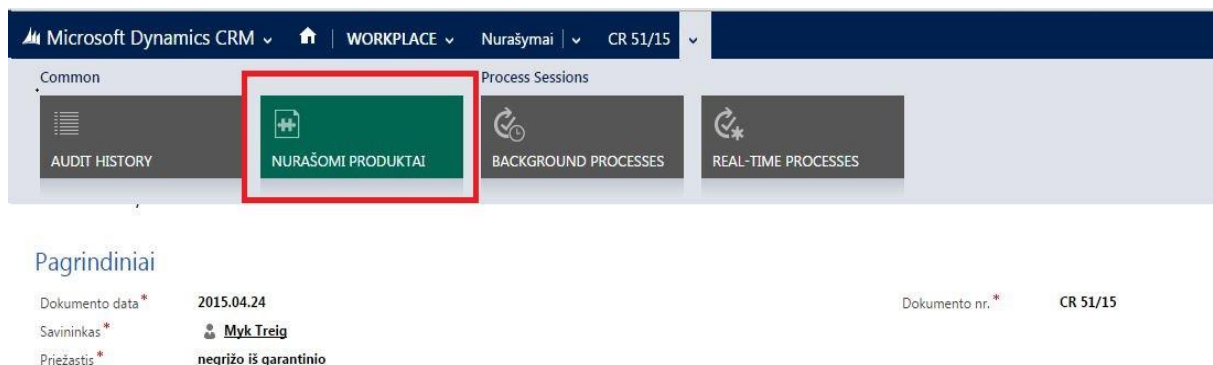 Microsoft Dynamics CRM WORKPLACE Nurašymai CR 51/15
Common Process Sessions
AUDIT HISTORY NURAŠOMI PRODUKTAI BACKGROUND PROCESSES REAL-TIME PROCESSES
Pagrindiniai
Dokumento data* 2015.04.24 Dokumento nr.* CR 51/15
Savininkas* Myk Treig
Priežastis* negrįžo iš garantinio